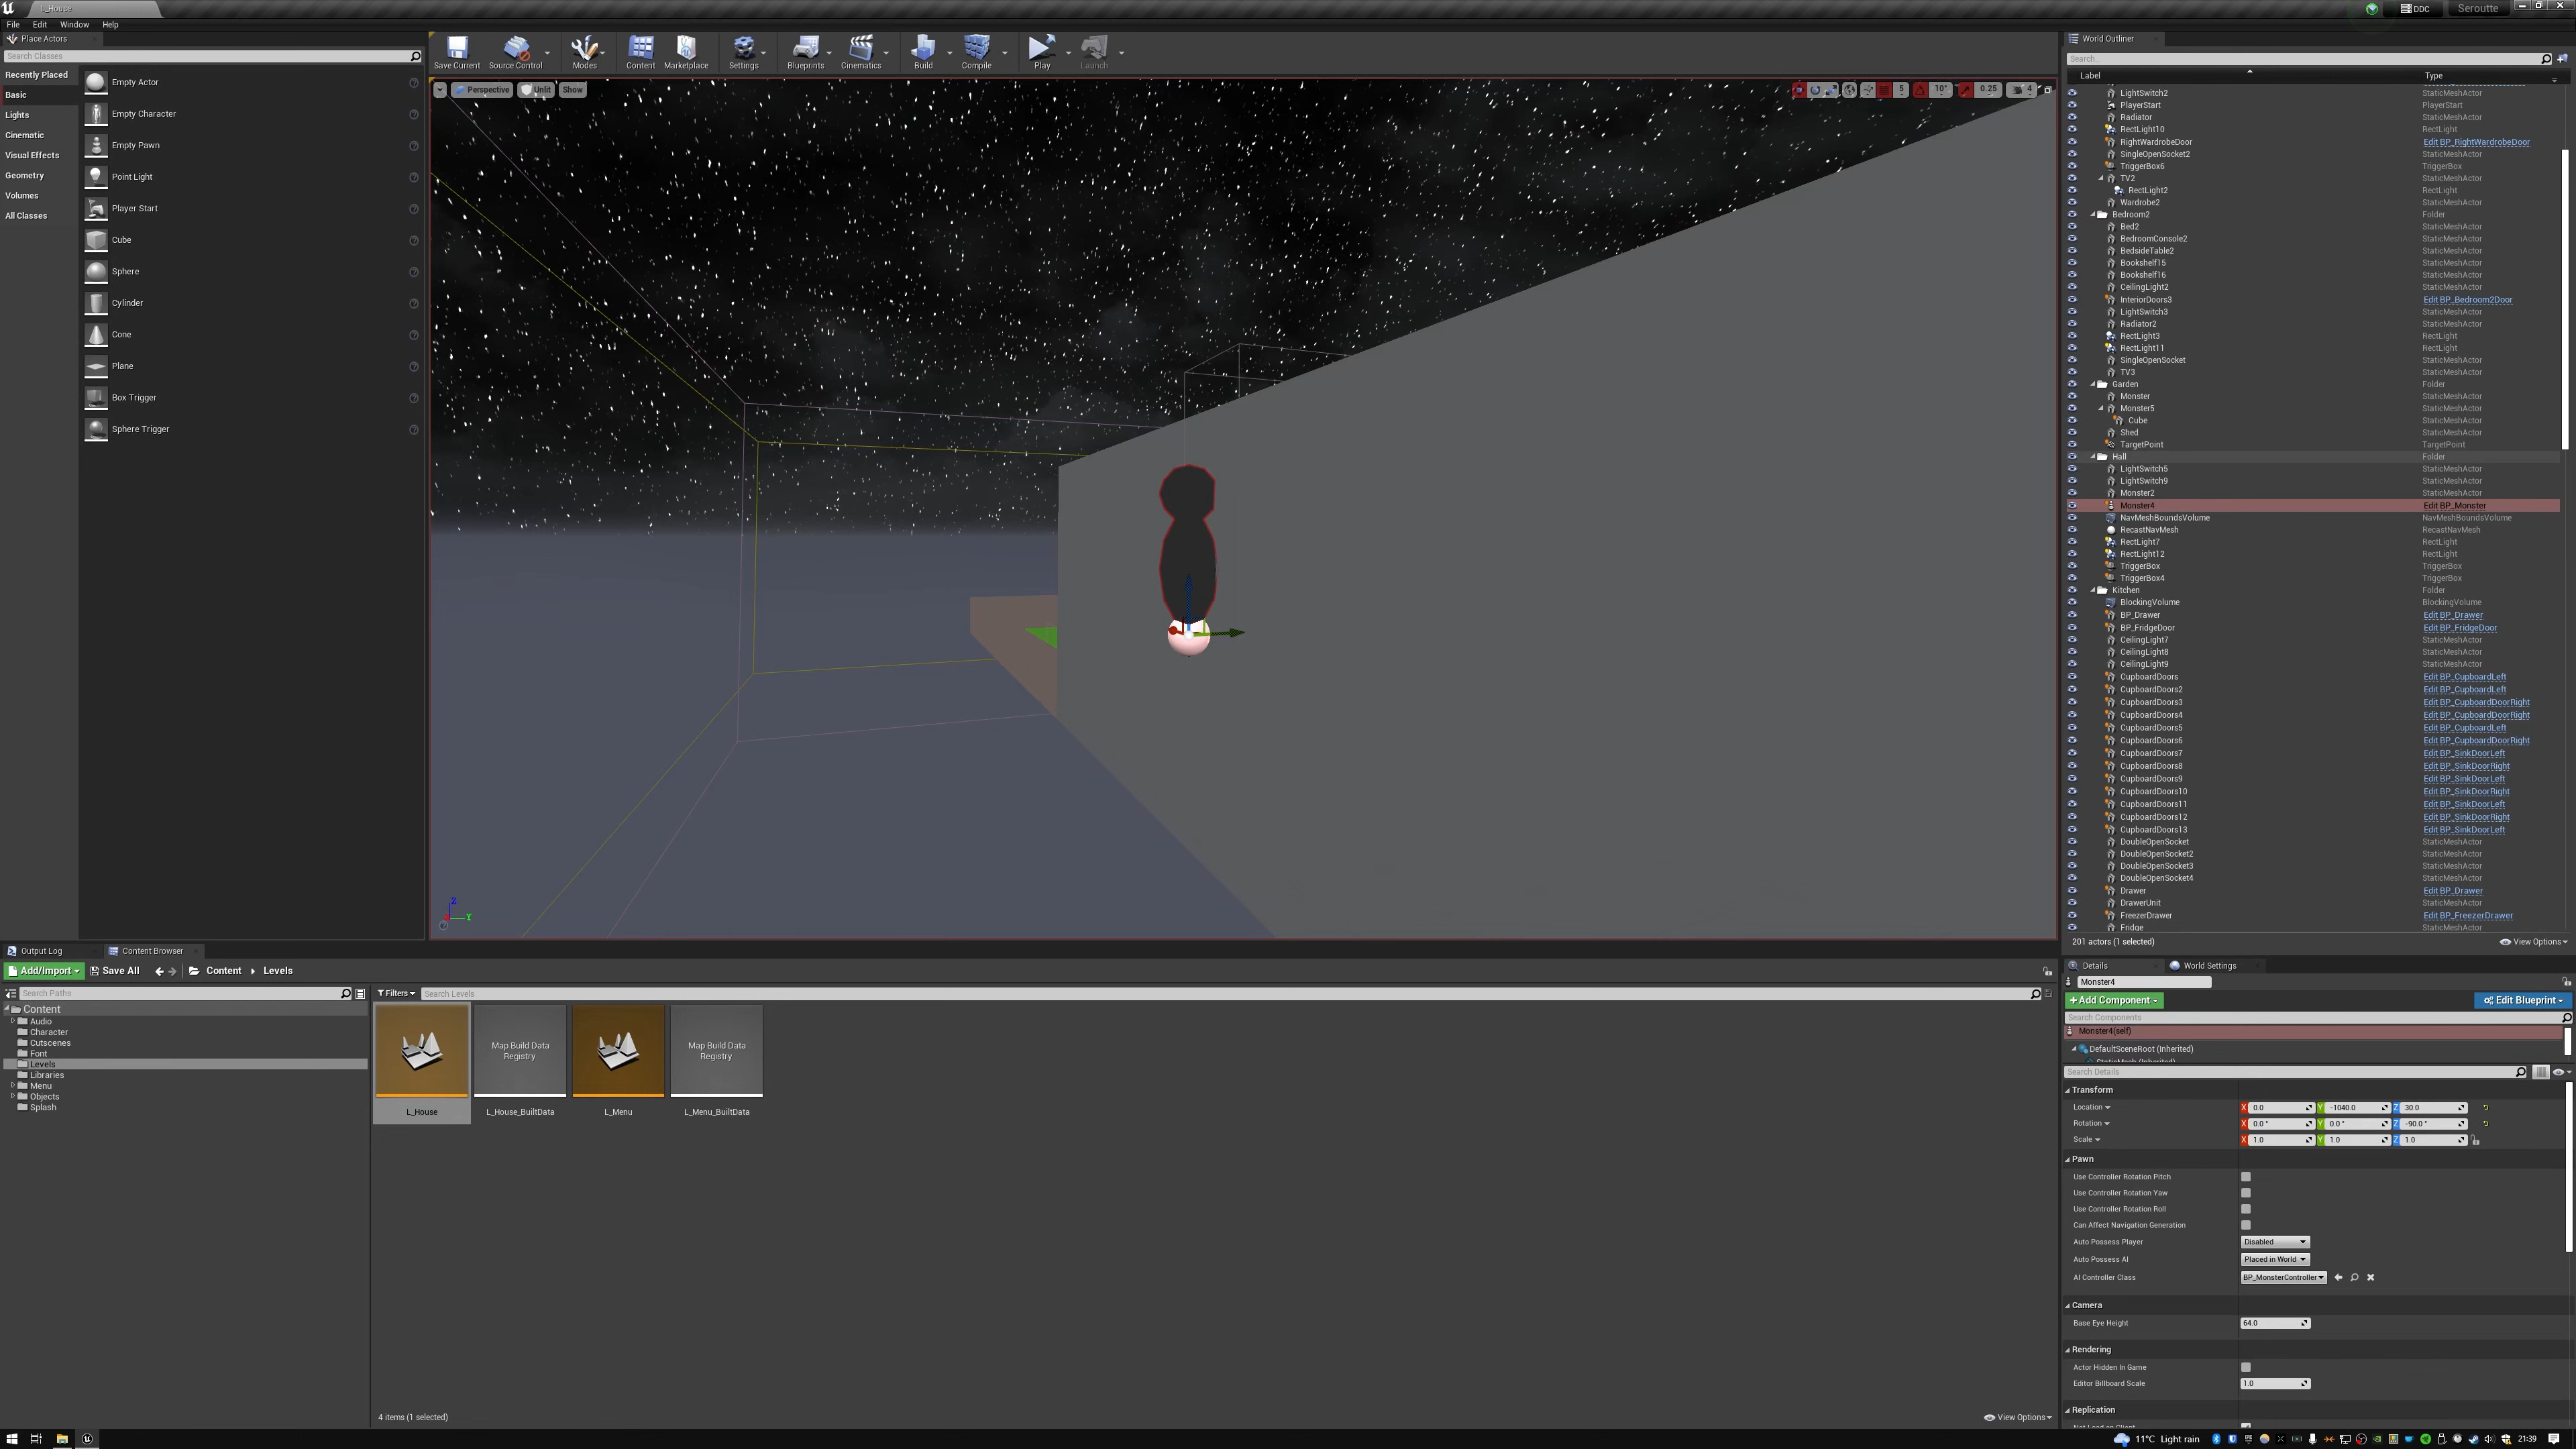 L_House
DDC
Seroutte
File Edit Window Help
Place Actors
Search Classes
Recently Placed
Basic
Lights
Cinematic
Visual Effects
Geometry
Volumes
All Classes
Empty Actor
Empty Character
Empty Pawn
Point Light
Player Start
Cube
Sphere
Cylinder
Cone
Plane
Box Trigger
Sphere Trigger
Save Current Source Control Modes Content Marketplace Settings Blueprints Cinematics Build Compile Play Launch
Perspective Unlit Show
5 10° 0.25 4
Z
Y
World Outliner
Search...
Label Type
LightSwitch2 StaticMeshActor
PlayerStart PlayerStart
Radiator StaticMeshActor
RectLight10 RectLight
RightWardrobeDoor Edit BP_RightWardrobeDoor
SingleOpenSocket2 StaticMeshActor
TriggerBox6 TriggerBox
TV2 StaticMeshActor
RectLight2 RectLight
Wardrobe2 StaticMeshActor
Bedroom2 Folder
Bed2 StaticMeshActor
BedroomConsole2 StaticMeshActor
BedsideTable2 StaticMeshActor
Bookshelf15 StaticMeshActor
Bookshelf16 StaticMeshActor
CeilingLight2 StaticMeshActor
InteriorDoors3 Edit BP_Bedroom2Door
LightSwitch3 StaticMeshActor
Radiator2 StaticMeshActor
RectLight3 RectLight
RectLight11 RectLight
SingleOpenSocket StaticMeshActor
TV3 StaticMeshActor
Garden Folder
Monster StaticMeshActor
Monster5 StaticMeshActor
Cube StaticMeshActor
Shed StaticMeshActor
TargetPoint TargetPoint
Hall Folder
LightSwitch5 StaticMeshActor
LightSwitch9 StaticMeshActor
Monster2 StaticMeshActor
Monster4 Edit BP_Monster
NavMeshBoundsVolume NavMeshBoundsVolume
RecastNavMesh RecastNavMesh
RectLight7 RectLight
RectLight12 RectLight
TriggerBox TriggerBox
TriggerBox4 TriggerBox
Kitchen Folder
BlockingVolume BlockingVolume
BP_Drawer Edit BP_Drawer
BP_FridgeDoor Edit BP_FridgeDoor
CeilingLight7 StaticMeshActor
CeilingLight8 StaticMeshActor
CeilingLight9 StaticMeshActor
CupboardDoors Edit BP_CupboardLeft
CupboardDoors2 Edit BP_CupboardLeft
CupboardDoors3 Edit BP_CupboardDoorRight
CupboardDoors4 Edit BP_CupboardDoorRight
CupboardDoors5 Edit BP_CupboardLeft
CupboardDoors6 Edit BP_CupboardDoorRight
CupboardDoors7 Edit BP_SinkDoorLeft
CupboardDoors8 Edit BP_SinkDoorRight
CupboardDoors9 Edit BP_SinkDoorLeft
CupboardDoors10 Edit BP_SinkDoorRight
CupboardDoors11 Edit BP_SinkDoorLeft
CupboardDoors12 Edit BP_SinkDoorRight
CupboardDoors13 Edit BP_SinkDoorLeft
DoubleOpenSocket StaticMeshActor
DoubleOpenSocket2 StaticMeshActor
DoubleOpenSocket3 StaticMeshActor
DoubleOpenSocket4 StaticMeshActor
Drawer Edit BP_Drawer
DrawerUnit StaticMeshActor
FreezerDrawer Edit BP_FreezerDrawer
Fridge StaticMeshActor
201 actors (1 selected) View Options
Output Log Content Browser
Add/Import Save All Content Levels
Search Paths
Filters Search Levels
Content
Audio
Character
Cutscenes
Font
Levels
Libraries
Menu
Objects
Splash
Map Build Data Registry
Map Build Data Registry
L_House L_House_BuiltData L_Menu L_Menu_BuiltData
4 items (1 selected) View Options
Details World Settings
Monster4
+Add Component Edit Blueprint
Search Components
Monster4(self)
DefaultSceneRoot (Inherited)
StaticMesh (Inherited)
Search Details
Transform
Location X 0.0 Y -1040.0 Z 30.0
Rotation X 0.0 ° Y 0.0 ° Z -90.0 °
Scale X 1.0 Y 1.0 Z 1.0
Pawn
Use Controller Rotation Pitch
Use Controller Rotation Yaw
Use Controller Rotation Roll
Can Affect Navigation Generation
Auto Possess Player Disabled
Auto Possess AI Placed in World
AI Controller Class BP_MonsterController
Camera
Base Eye Height 64.0
Rendering
Actor Hidden In Game
Editor Billboard Scale 1.0
Replication
Net Load on Client
11°C Light rain 21:39